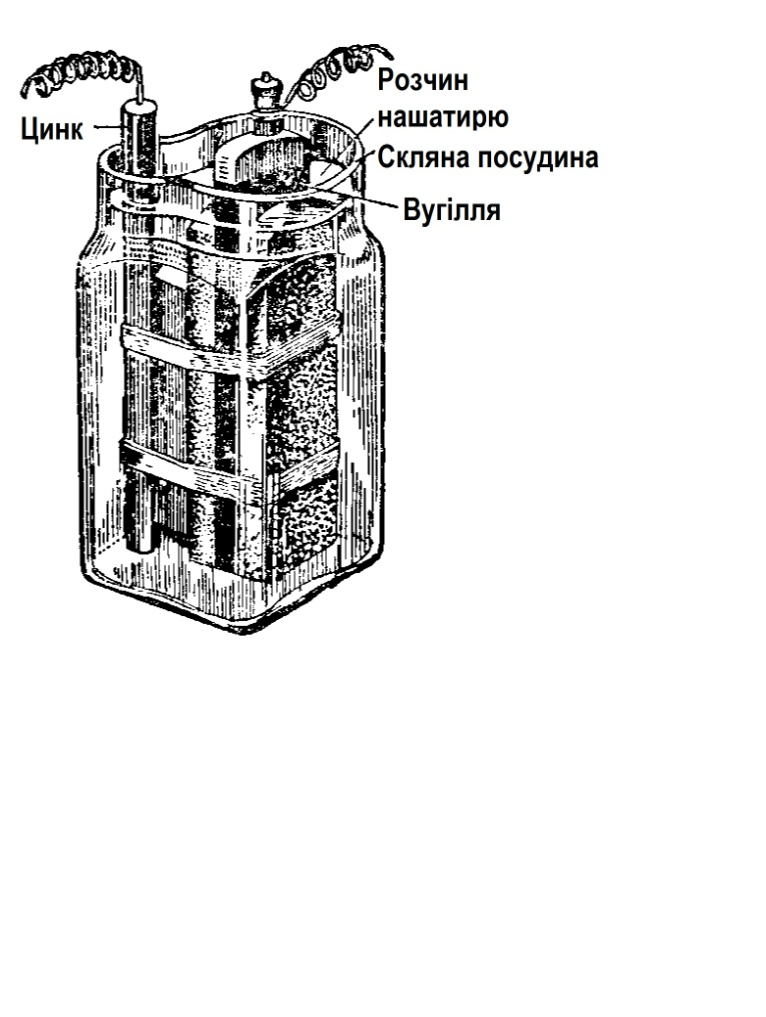 Розчин
нашатирю
Цинк
Скляна посудина
Вугілля